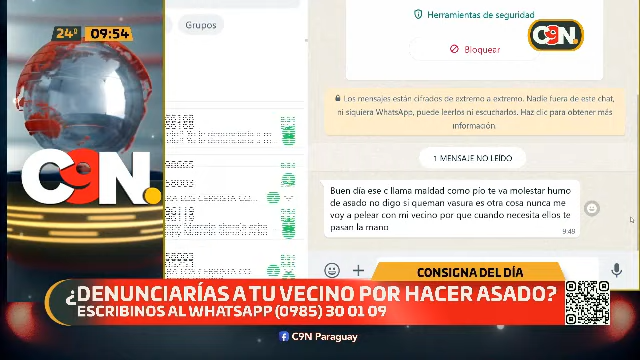 24° 09:54
Grupos
Herramientas de seguridad
C9N
Bloquear
Los mensajes están cifrados de extremo a extremo. Nadie fuera de este chat,
ni siquiera WhatsApp, puede leerlos ni escucharlos. Haz clic para obtener más
información.
1 MENSAJE NO LEÍDO
Buen día ese c llama maldad como pío te va molestar humo
de asado no digo si queman vasura es otra cosa nunca me
voy a pelear con mi vecino por que cuando necesita ellos te
pasan la mano
9:49
C9N.
CONSIGNA DEL DÍA
¿DENUNCIARÍAS A TU VECINO POR HACER ASADO?
ESCRIBINOS AL WHATSAPP (0985) 30 01 09
C9N Paraguay